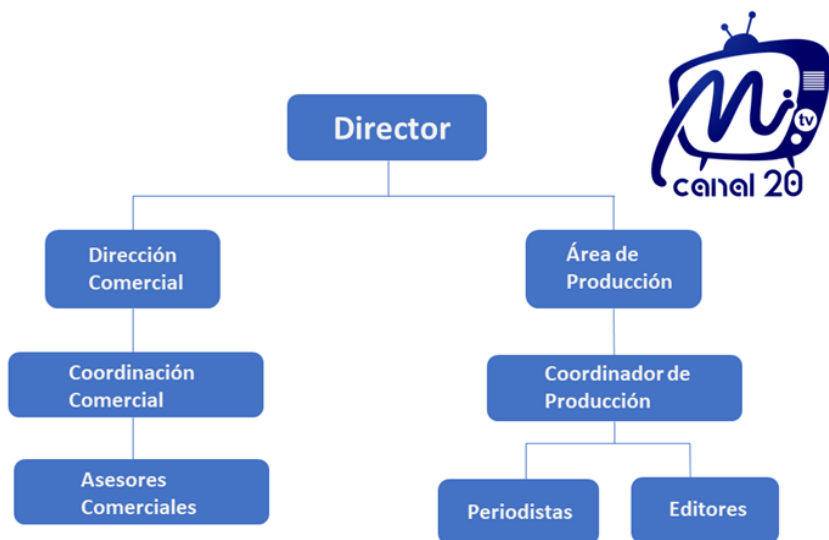 Mi
tv
canal 20
Director
Dirección
Comercial
Área de
Producción
Coordinación
Comercial
Coordinador de
Producción
Asesores
Comerciales
Periodistas
Editores